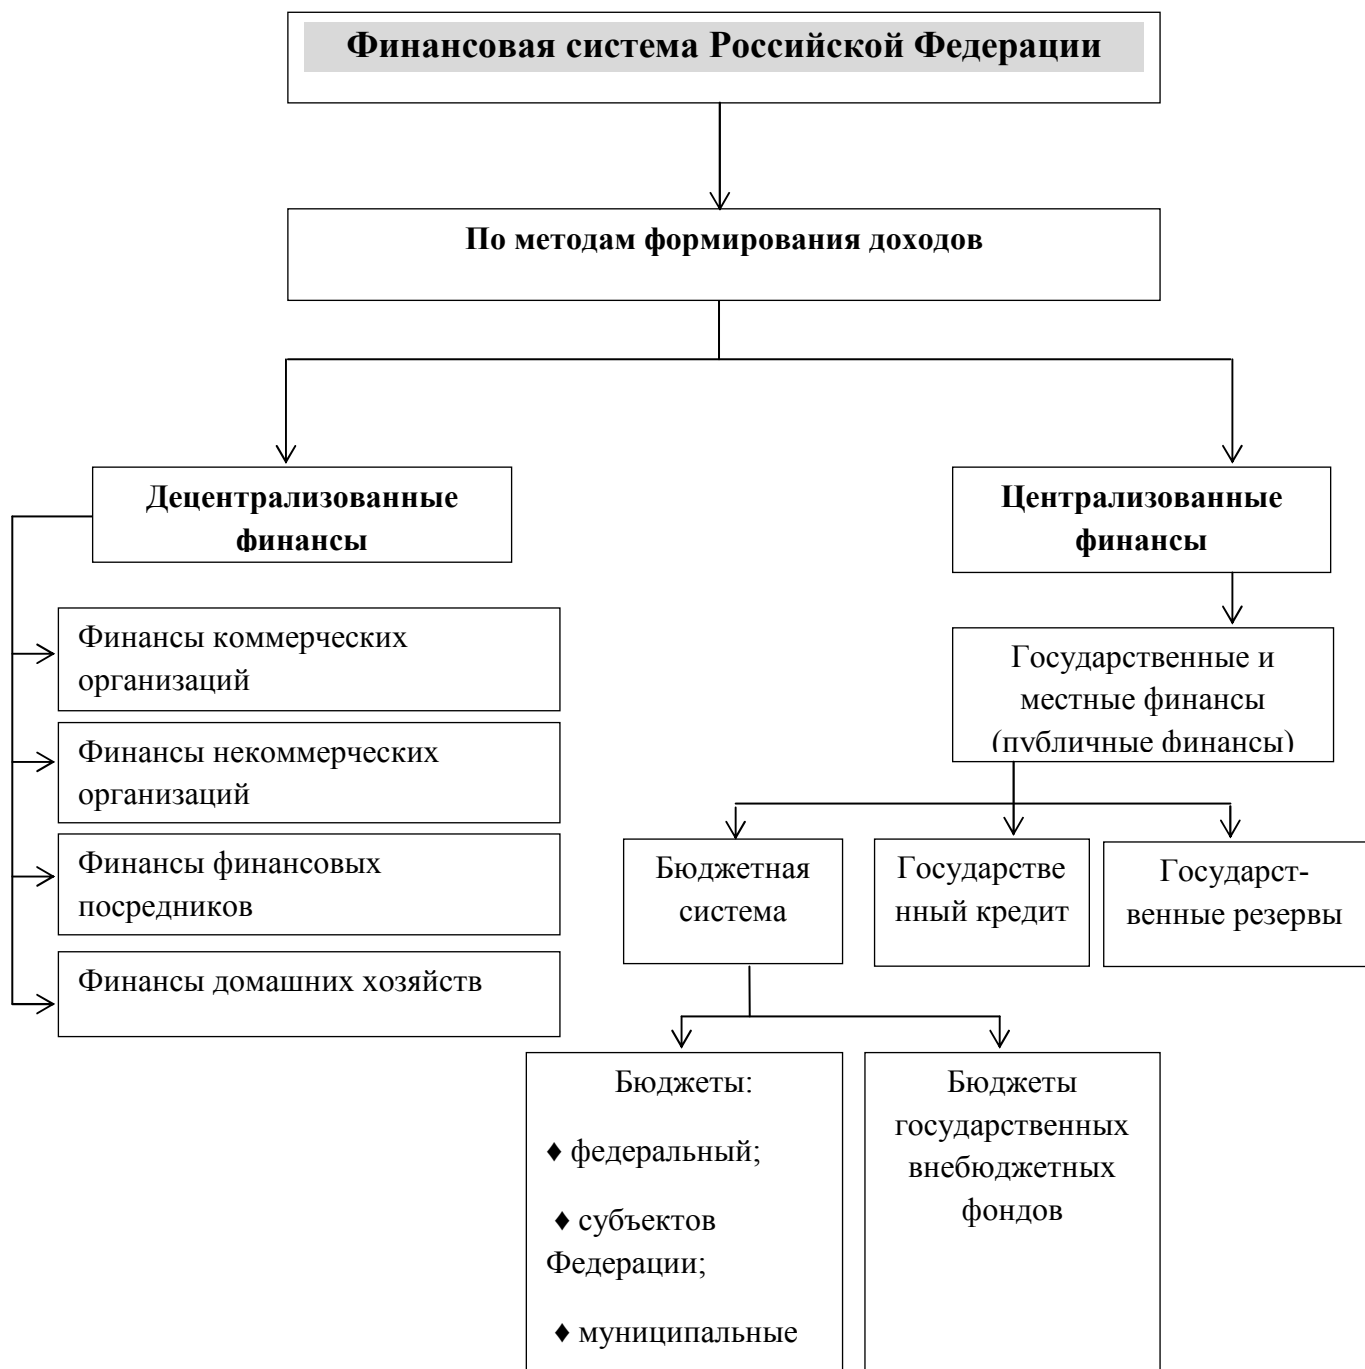 Финансовая система Российской Федерации
По методам формирования доходов
Децентрализованные
финансы
Централизованные
финансы
Финансы коммерческих
организаций
Финансы некоммерческих
организаций
Финансы финансовых
посредников
Финансы домашних хозяйств
Государственные и
местные финансы
(публичные финансы)
Бюджетная
система
Государстве
нный кредит
Государст-
венные резервы
Бюджеты:
♦ федеральный;
♦ субъектов
Федерации;
♦ муниципальные
Бюджеты
государственных
внебюджетных
фондов